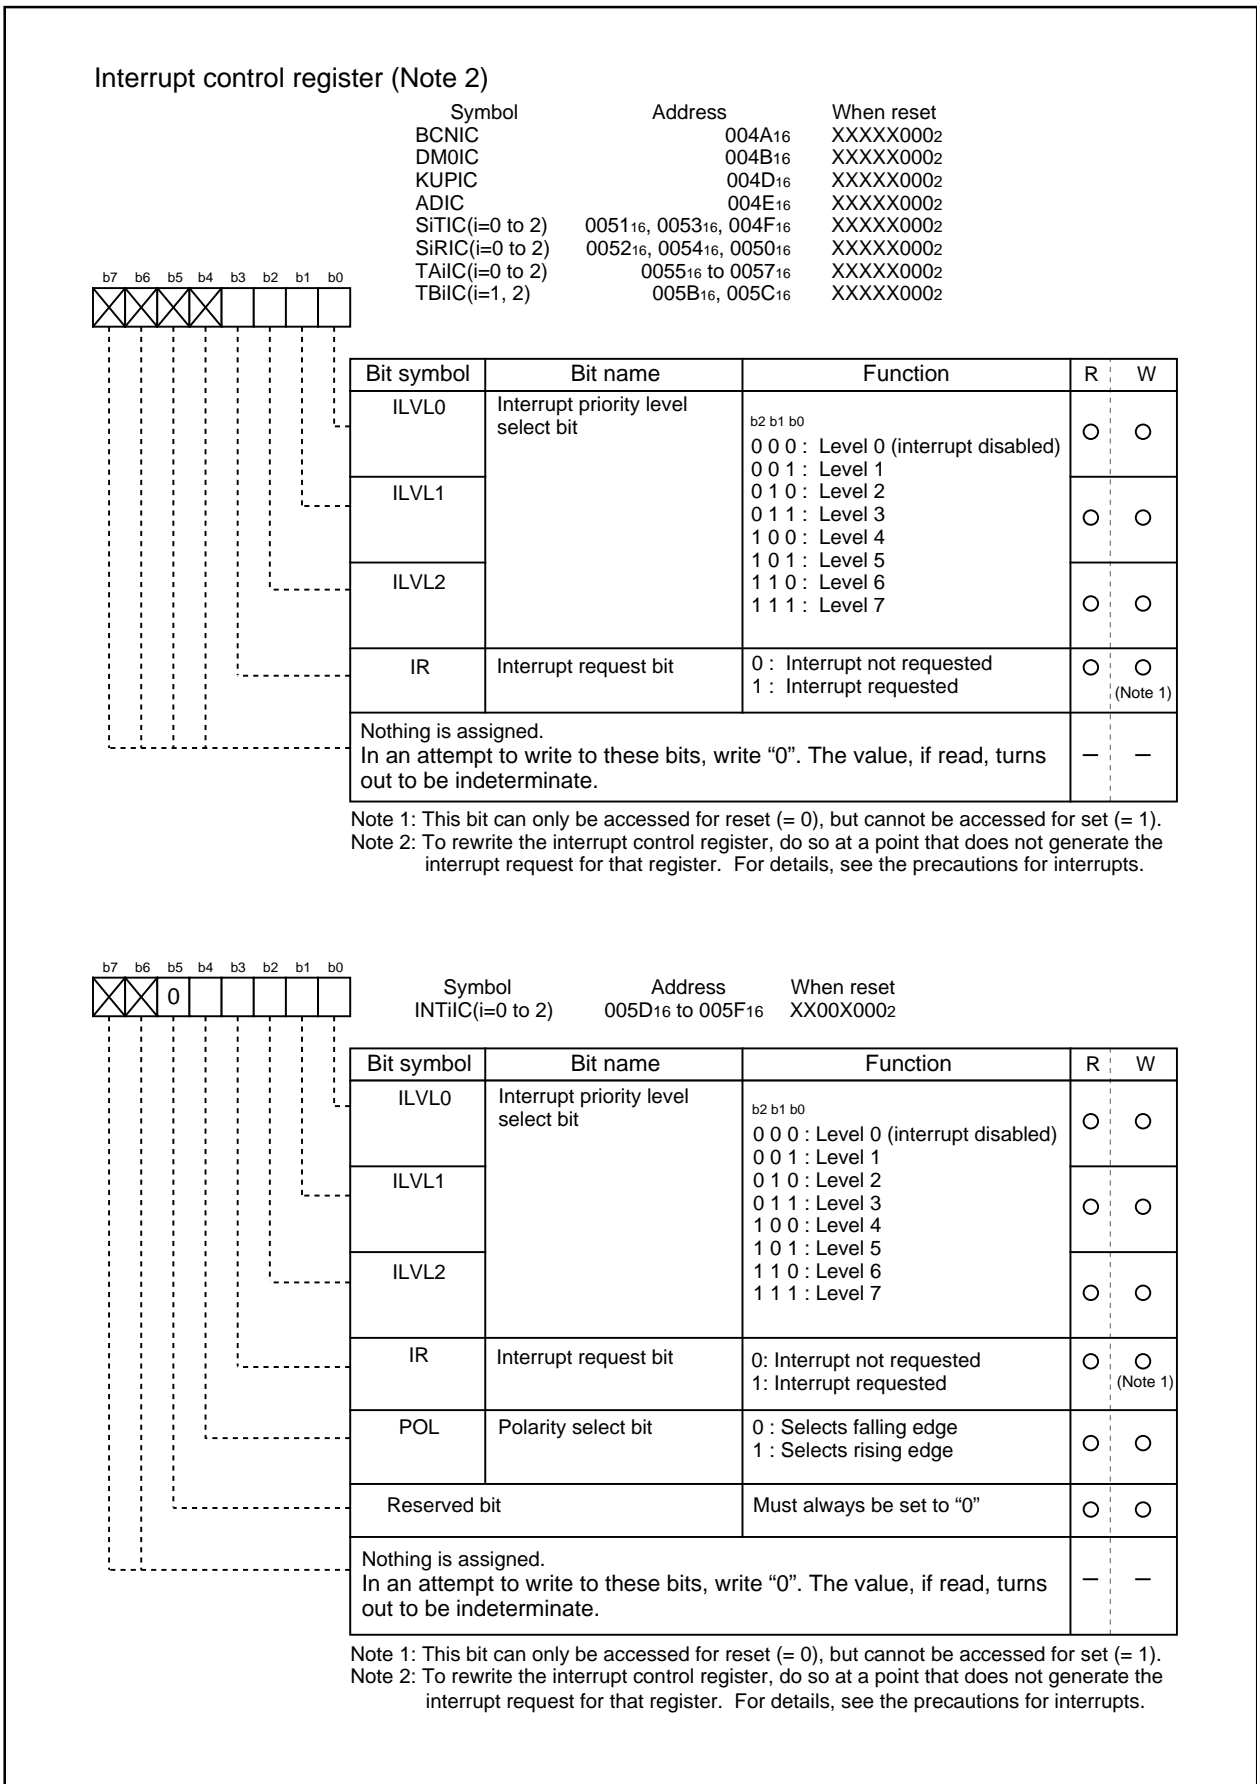 Interrupt control register (Note 2)
Symbol Address When reset
BCNIC 004A16 XXXXX0002
DM0IC 004B16 XXXXX0002
KUPIC 004D16 XXXXX0002
ADIC 004E16 XXXXX0002
SiTIC(i=0 to 2) 005116, 005316, 004F16 XXXXX0002
SiRIC(i=0 to 2) 005216, 005416, 005016 XXXXX0002
TAiIC(i=0 to 2) 005516 to 005716 XXXXX0002
TBiIC(i=1, 2) 005B16, 005C16 XXXXX0002
b7 b6 b5 b4 b3 b2 b1 b0
Bit symbol Bit name Function R W
ILVL0 Interrupt priority level
select bit
b2 b1 b0
0 0 0 : Level 0 (interrupt disabled)
0 0 1 : Level 1
ILVL1 0 1 0 : Level 2
0 1 1 : Level 3
1 0 0 : Level 4
1 0 1 : Level 5
ILVL2 1 1 0 : Level 6
1 1 1 : Level 7
IR Interrupt request bit 0 : Interrupt not requested
1 : Interrupt requested (Note 1)
Nothing is assigned.
In an attempt to write to these bits, write “0”. The value, if read, turns
out to be indeterminate.
Note 1: This bit can only be accessed for reset (= 0), but cannot be accessed for set (= 1).
Note 2: To rewrite the interrupt control register, do so at a point that does not generate the
interrupt request for that register. For details, see the precautions for interrupts.
b7 b6 b5 b4 b3 b2 b1 b0
0
Symbol Address When reset
INTiIC(i=0 to 2) 005D16 to 005F16 XX00X0002
Bit symbol Bit name Function R W
ILVL0 Interrupt priority level
select bit
b2 b1 b0
0 0 0 : Level 0 (interrupt disabled)
0 0 1 : Level 1
ILVL1 0 1 0 : Level 2
0 1 1 : Level 3
1 0 0 : Level 4
1 0 1 : Level 5
ILVL2 1 1 0 : Level 6
1 1 1 : Level 7
IR Interrupt request bit 0: Interrupt not requested
1: Interrupt requested (Note 1)
POL Polarity select bit 0 : Selects falling edge
1 : Selects rising edge
Reserved bit Must always be set to “0”
Nothing is assigned.
In an attempt to write to these bits, write “0”. The value, if read, turns
out to be indeterminate.
Note 1: This bit can only be accessed for reset (= 0), but cannot be accessed for set (= 1).
Note 2: To rewrite the interrupt control register, do so at a point that does not generate the
interrupt request for that register. For details, see the precautions for interrupts.